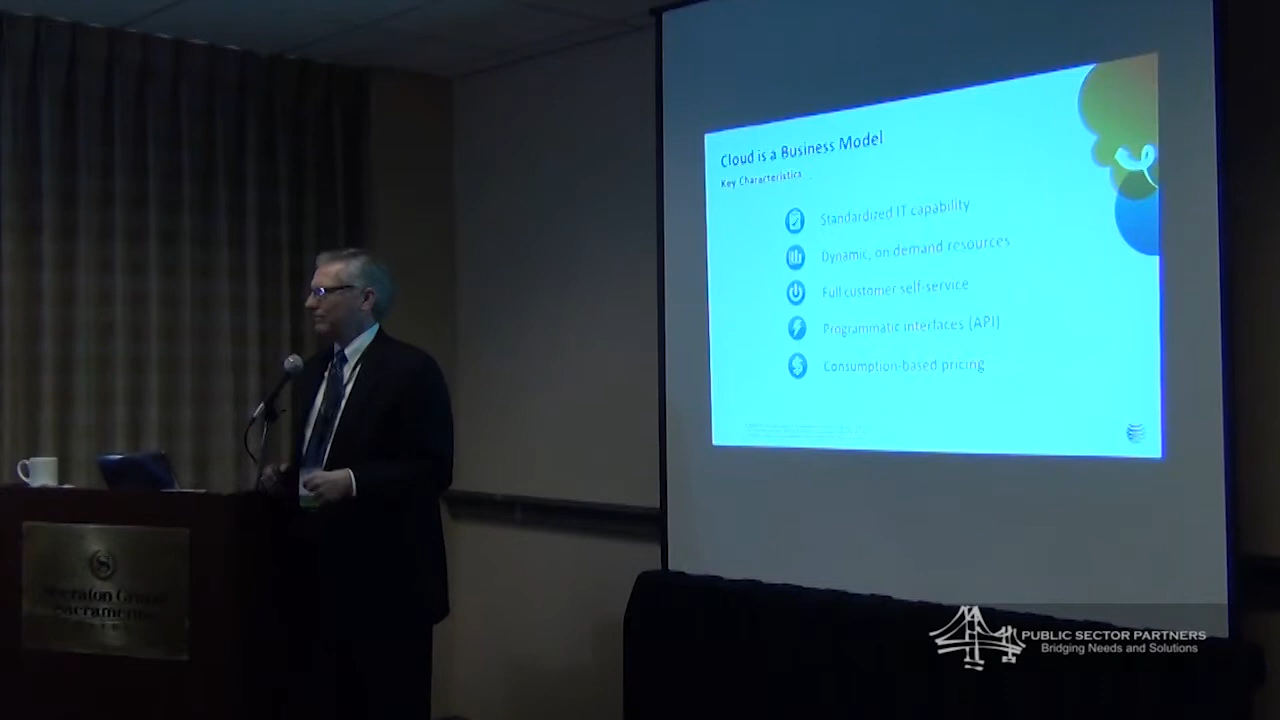 Cloud is a Business Model
Key Characteristics
Standardized IT capability
Dynamic, on demand resources
Full customer self-service
Programmatic interfaces (API)
Consumption-based pricing
Sheraton Grand
Sacramento
PUBLIC SECTOR PARTNERS
Bridging Needs and Solutions